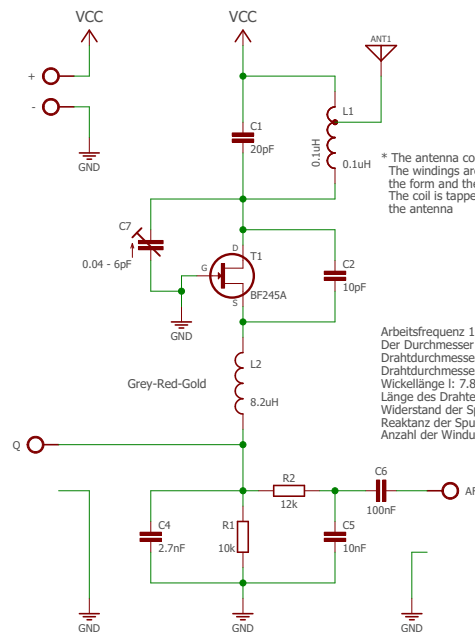 VCC
VCC
ANT1
+
-
GND
C1
20pF
L1
0.1uH
0.1uH
* The antenna co
The windings are
the form and the
The coil is tappe
the antenna
C7
0.04 - 6pF
D
T1
G
S
BF245A
C2
10pF
GND
Grey-Red-Gold
L2
8.2uH
Arbeitsfrequenz 1
Der Durchmesser
Drahtdurchmesse
Drahtdurchmesse
Wickellänge l: 7.8
Länge des Drahte
Widerstand der Sp
Reaktanz der Spu
Anzahl der Windu
Q
R2
12k
C6
100nF
AF
C4
2.7nF
R1
10k
C5
10nF
GND
GND
GND